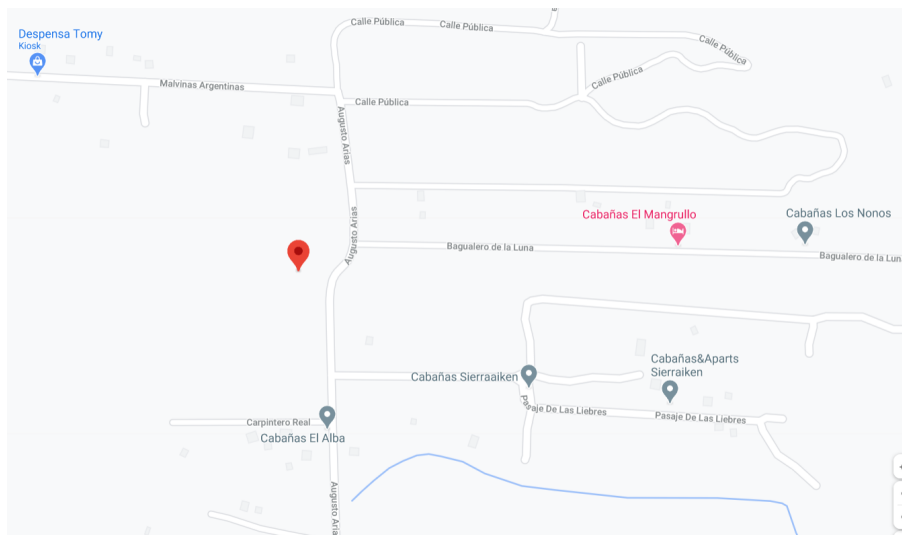 Calle Pública
Calle Pública
Calle Pública
Despensa Tomy
Kiosk
Malvinas Argentinas
Calle Pública
Calle Pública
Augusto Arias
Augusto Arias
Cabañas El Mangrullo
Cabañas Los Nonos
Bagualero de la Luna
Bagualero de la Luna
Cabañas&Aparts
Sierraiken
Cabañas Sierraaiken
Pasaje De Las Liebres
Pasaje De Las Liebres
Carpintero Real
Cabañas El Alba
Augusto Arias